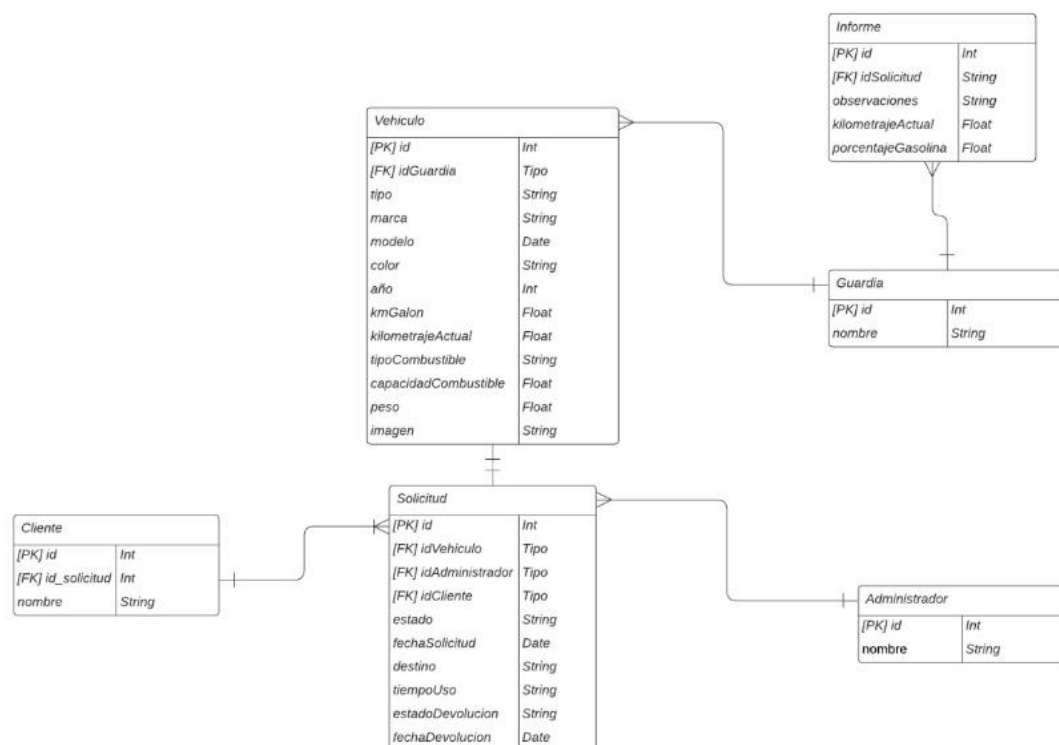 Informe
[PK] id Int
[FK] idSolicitud String
observaciones String
kilometrajeActual Float
porcentajeGasolina Float
Vehiculo
[PK] id Int
[FK] idGuardia Tipo
tipo String
marca String
modelo Date
color String
año Int
kmGalon Float
kilometrajeActual Float
tipoCombustible String
capacidadCombustible Float
peso Float
imagen String
Guardia
[PK] id Int
nombre String
Solicitud
[PK] id Int
[FK] idVehiculo Tipo
[FK] idAdministrador Tipo
[FK] idCliente Tipo
estado String
fechaSolicitud Date
destino String
tiempoUso String
estadoDevolucion String
fechaDevolucion Date
Cliente
[PK] id Int
[FK] id_solicitud Int
nombre String
Administrador
[PK] id Int
nombre String